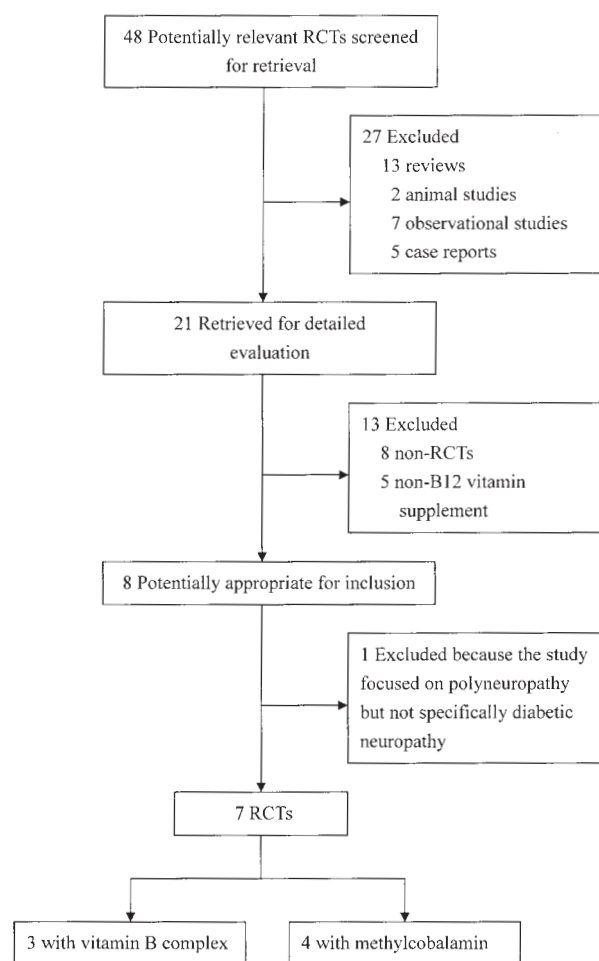 48 Potentially relevant RCTs screened
for retrieval
27 Excluded
13 reviews
2 animal studies
7 observational studies
5 case reports
21 Retrieved for detailed
evaluation
13 Excluded
8 non-RCTs
5 non-B12 vitamin
supplement
8 Potentially appropriate for inclusion
1 Excluded because the study
focused on polyneuropathy
but not specifically diabetic
neuropathy
7 RCTs
3 with vitamin B complex
4 with methylcobalamin